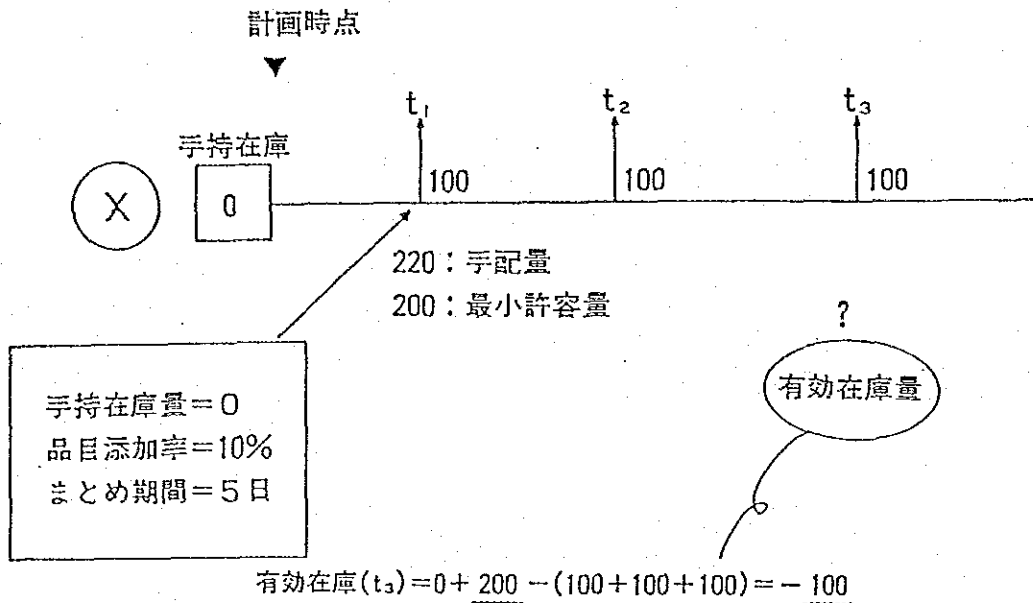 計画時点
t₁
t₂
t₃
手持在庫
X
0
100
100
100
220：手配量
200：最小許容量
?
有効在庫量
手持在庫量＝0
品目添加率＝10%
まとめ期間＝5日
有効在庫(t₃)＝0＋200－(100＋100＋100)＝－100